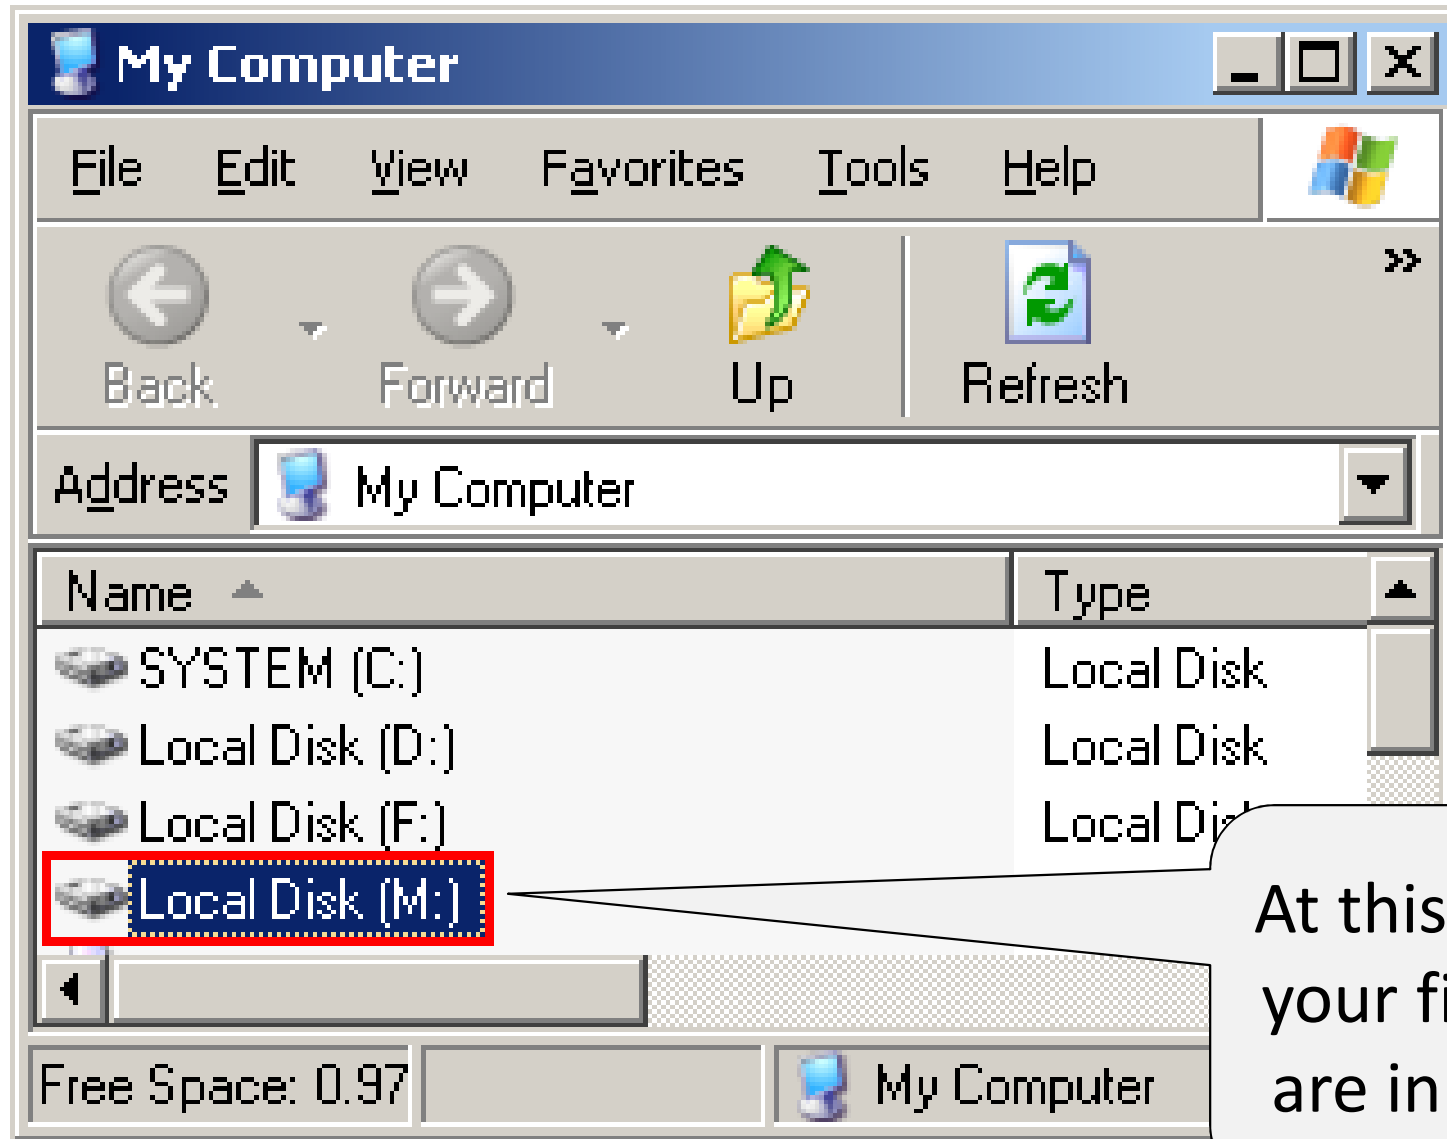 My Computer
File Edit View Favorites Tools Help
»
Back Forward Up Refresh
Address My Computer
Name Type
SYSTEM (C:) Local Disk
Local Disk (D:) Local Disk
Local Disk (F:) Local
Local Disk (M:)
At this
your
are in
Free Space: 0.97 My Computer